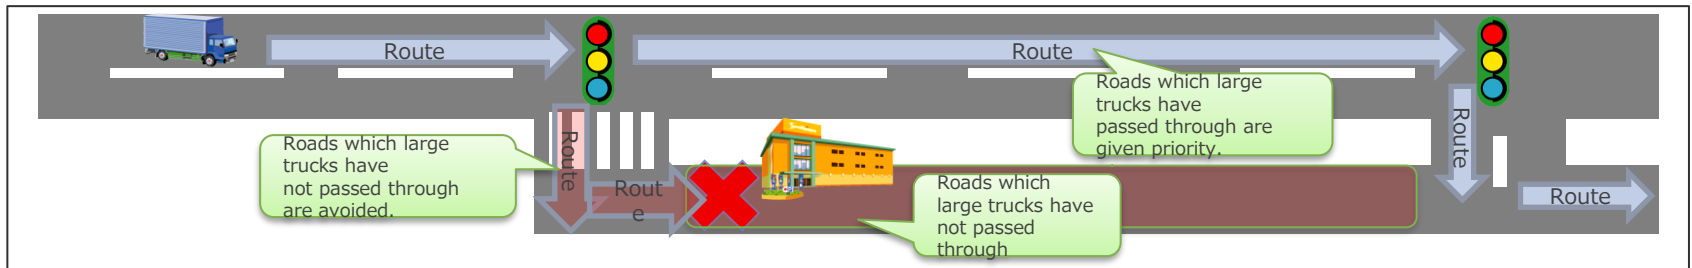 Route
Route
Roads which large
trucks have
passed through are
given priority.
Route
Roads which large
trucks have
not passed through
are avoided.
Route
Rout
e
Roads which
large trucks have
not passed
through
Route